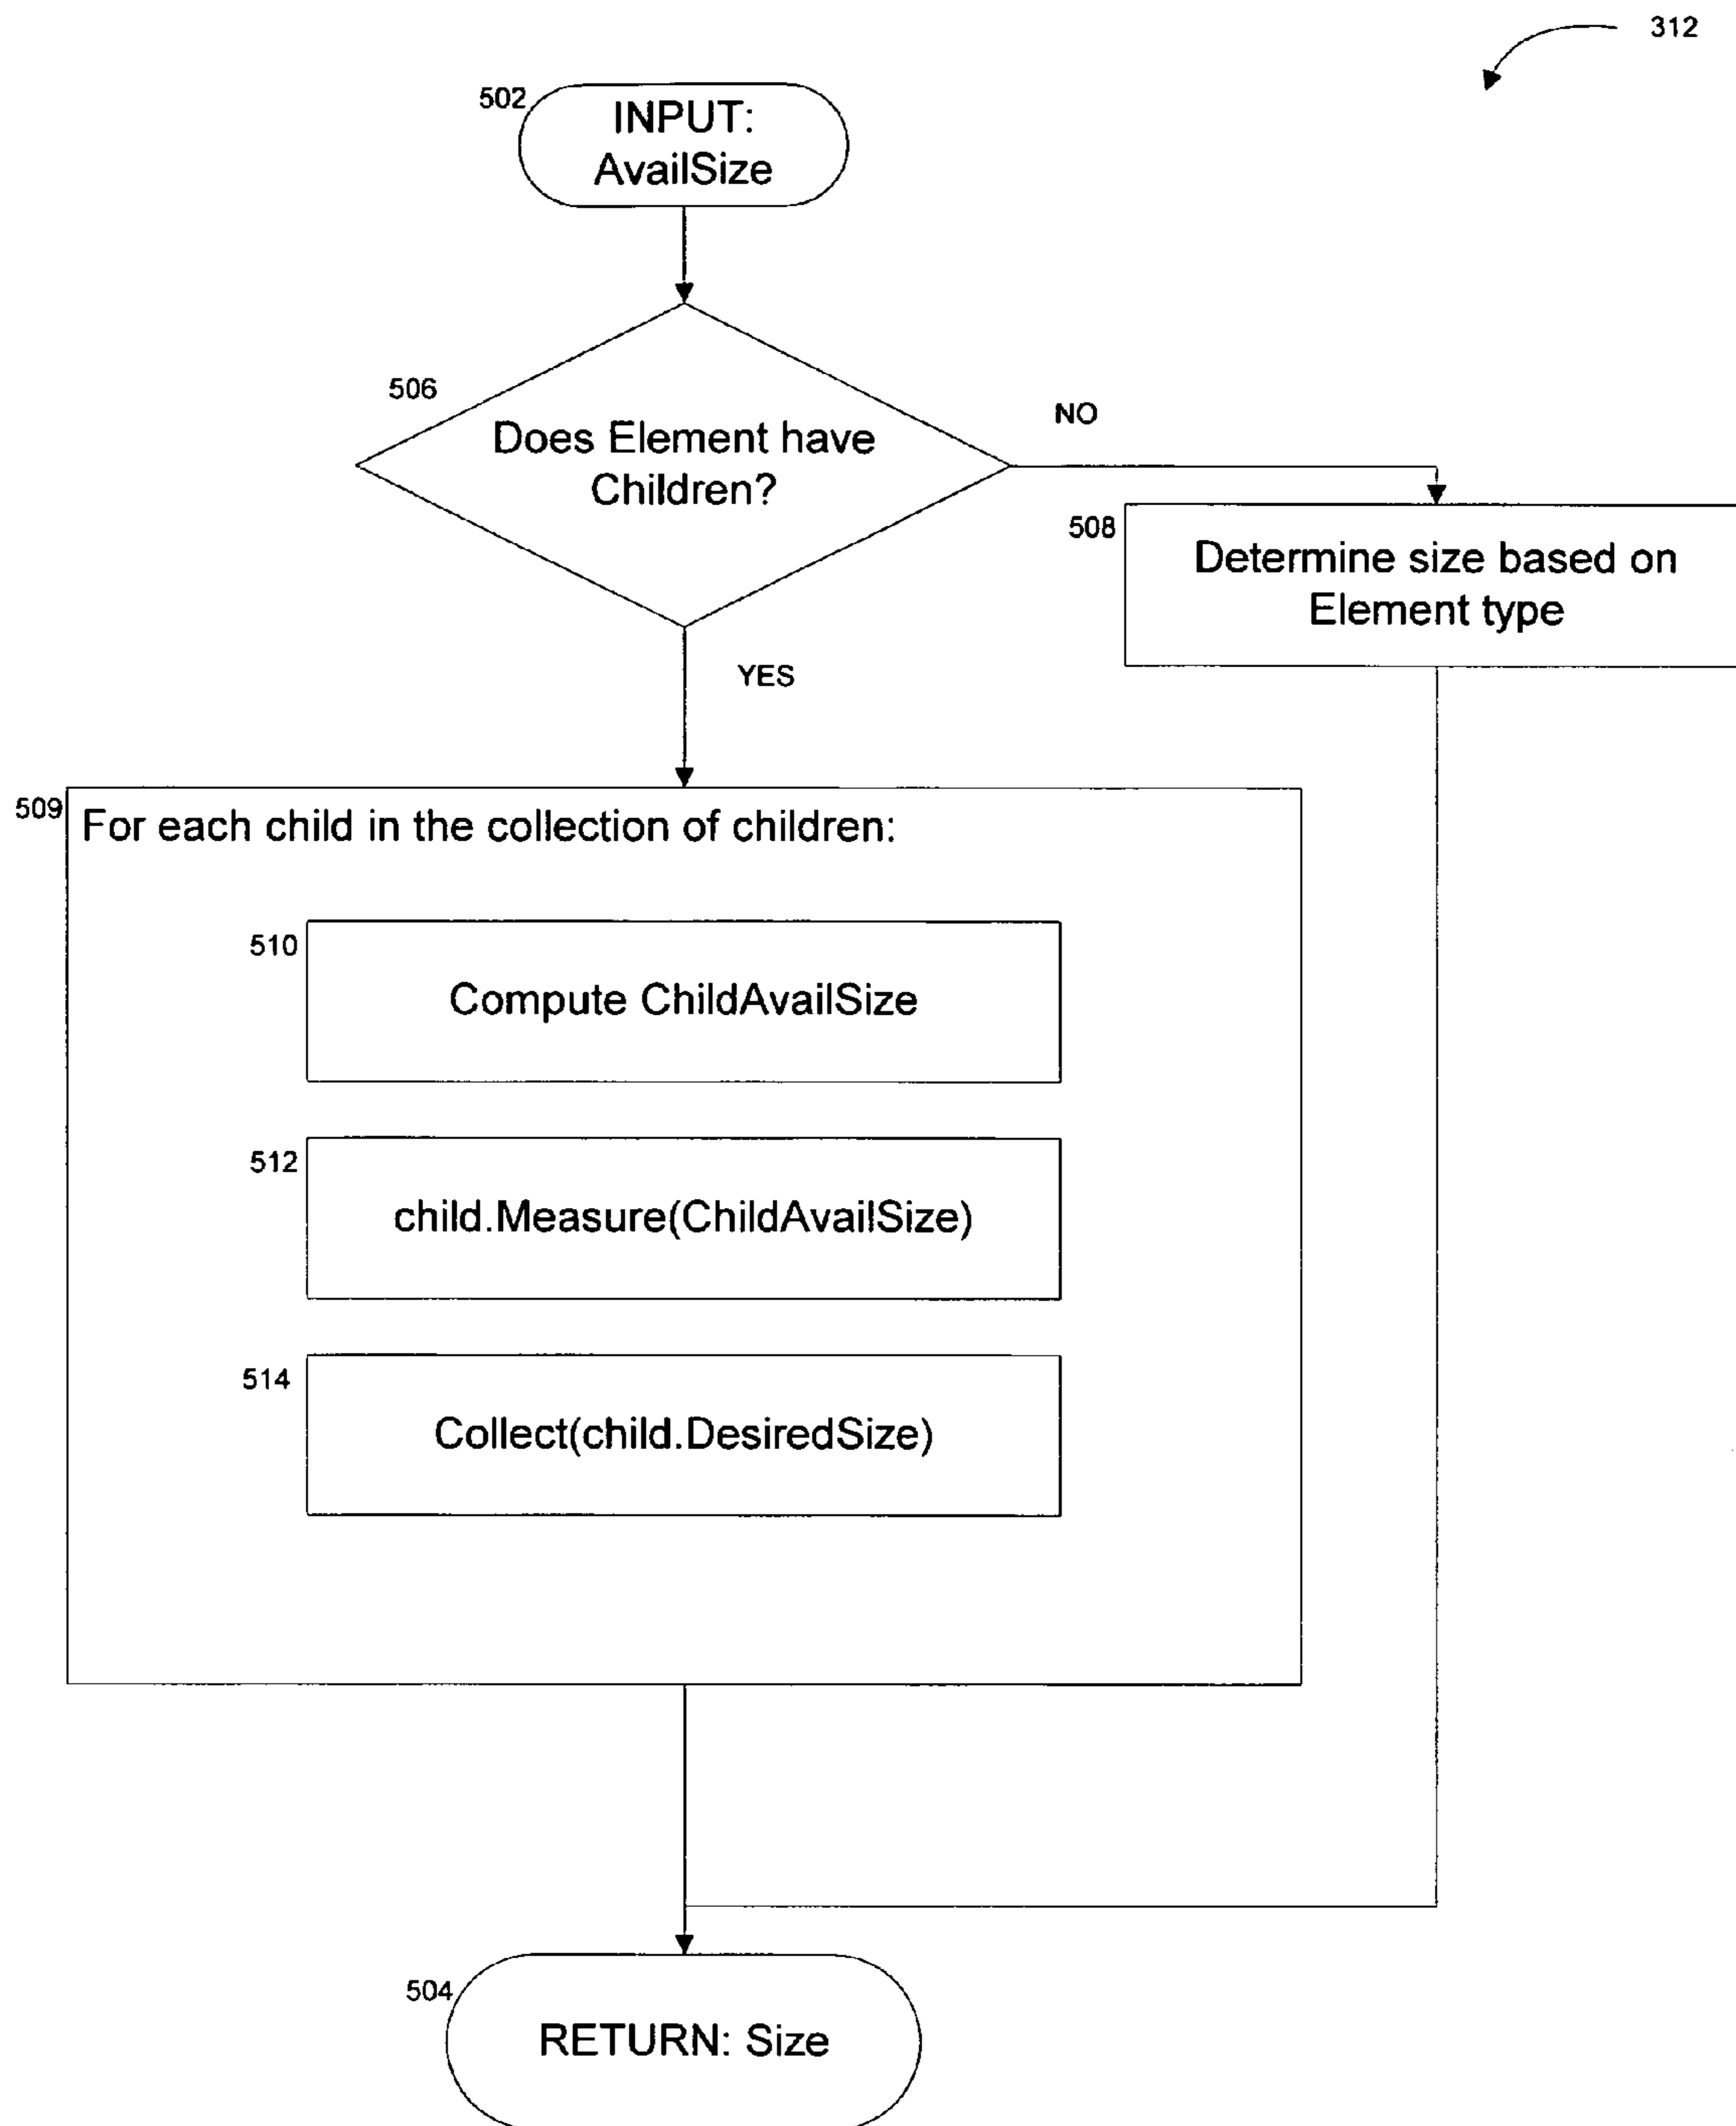 312
502
INPUT:
AvailSize
506
Does Element have
Children?
NO
508
Determine size based on
Element type
YES
509
For each child in the collection of children:
510
Compute ChildAvailSize
512
child.Measure(ChildAvailSize)
514
Collect(child.DesiredSize)
504
RETURN: Size